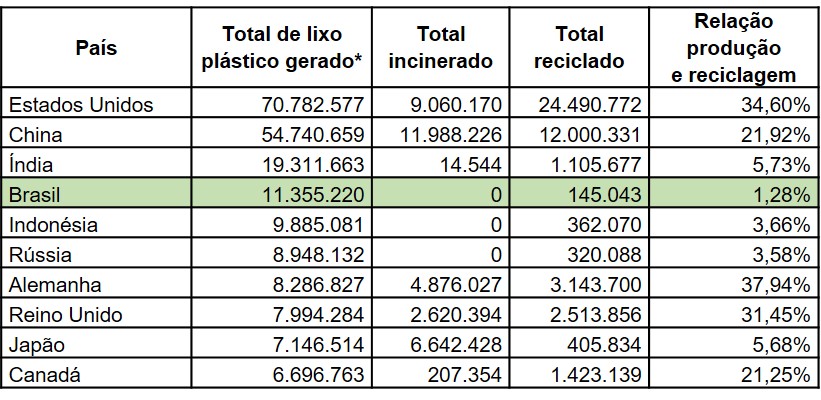 País Total de lixo plástico gerado* Total incinerado Total reciclado Relação produção e reciclagem
Estados Unidos 70.782.577 9.060.170 24.490.772 34,60%
China 54.740.659 11.988.226 12.000.331 21,92%
Índia 19.311.663 14.544 1.105.677 5,73%
Brasil 11.355.220 0 145.043 1,28%
Indonésia 9.885.081 0 362.070 3,66%
Rússia 8.948.132 0 320.088 3,58%
Alemanha 8.286.827 4.876.027 3.143.700 37,94%
Reino Unido 7.994.284 2.620.394 2.513.856 31,45%
Japão 7.146.514 6.642.428 405.834 5,68%
Canadá 6.696.763 207.354 1.423.139 21,25%